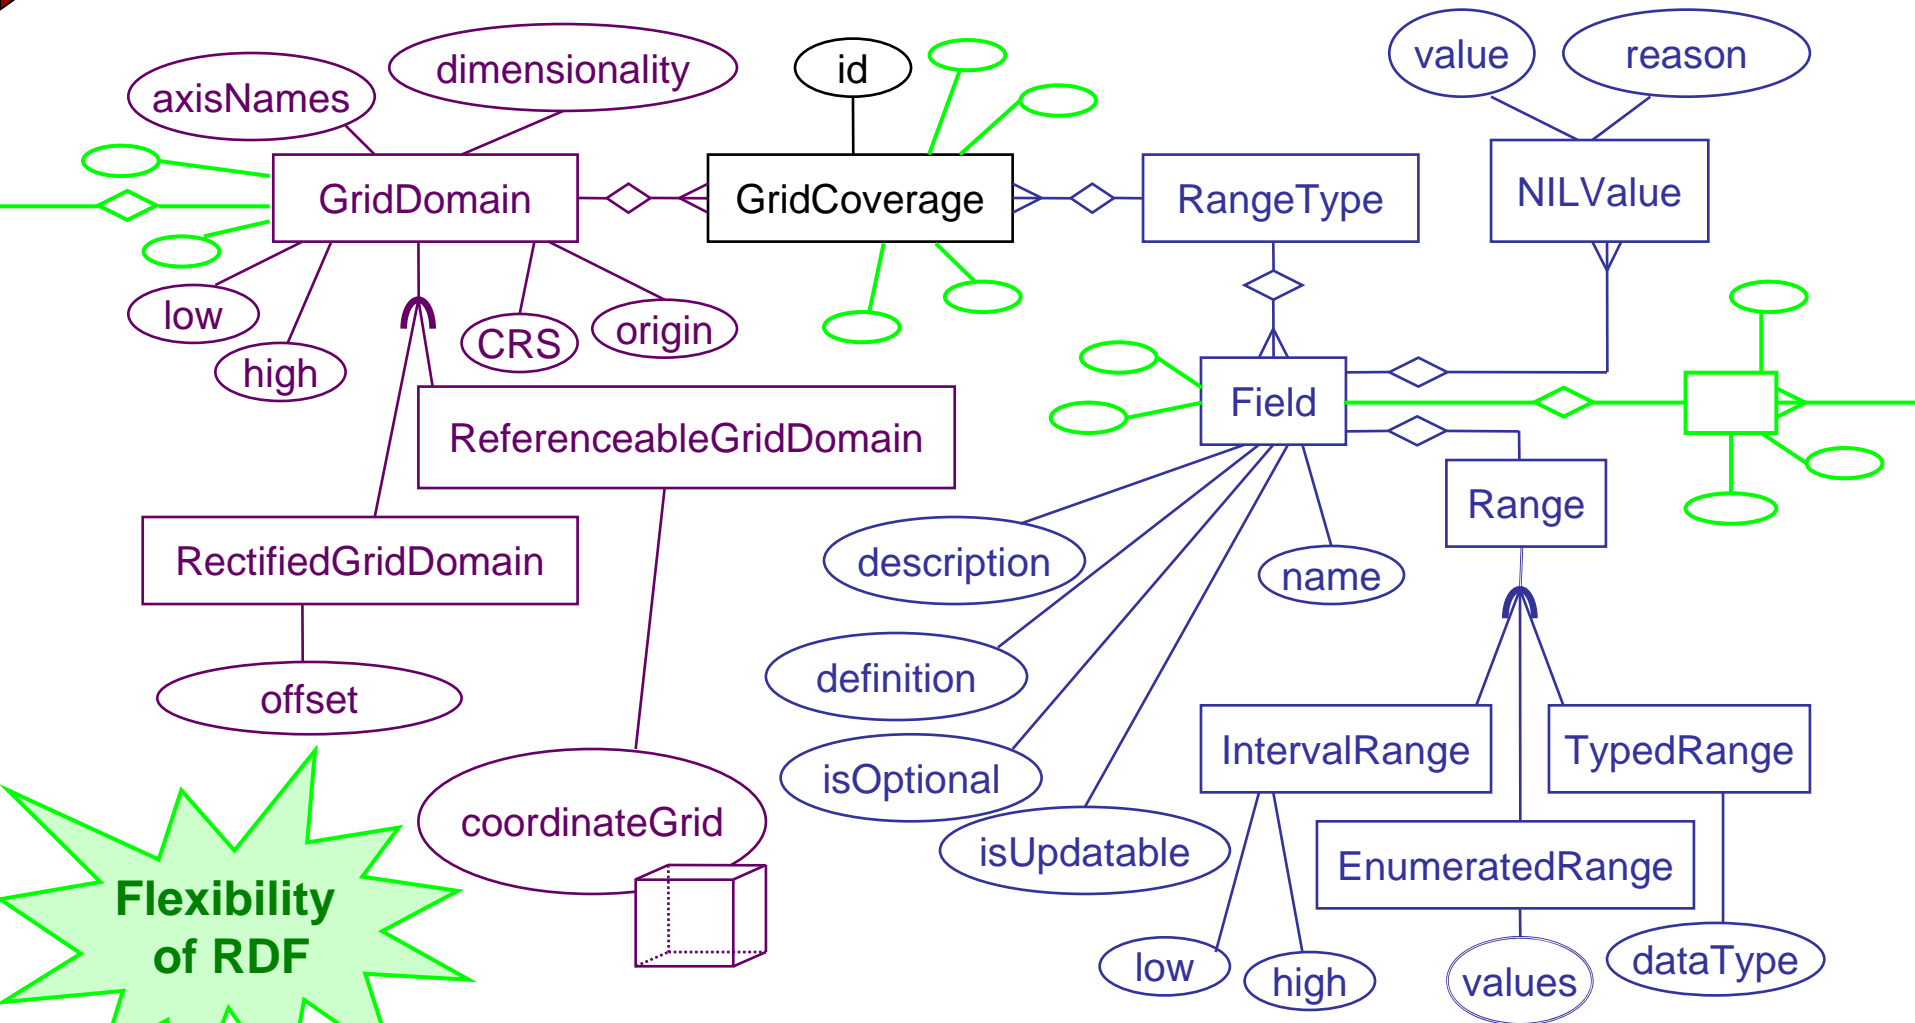 value
reason
dimensionality
id
axisNames
GridDomain
GridCoverage
RangeType
NILValue
low
high
CRS
origin
Field
ReferenceableGridDomain
Range
RectifiedGridDomain
description
name
offset
definition
IntervalRange
TypedRange
isOptional
coordinateGrid
isUpdatable
EnumeratedRange
Flexibility
of RDF
low
high
values
dataType